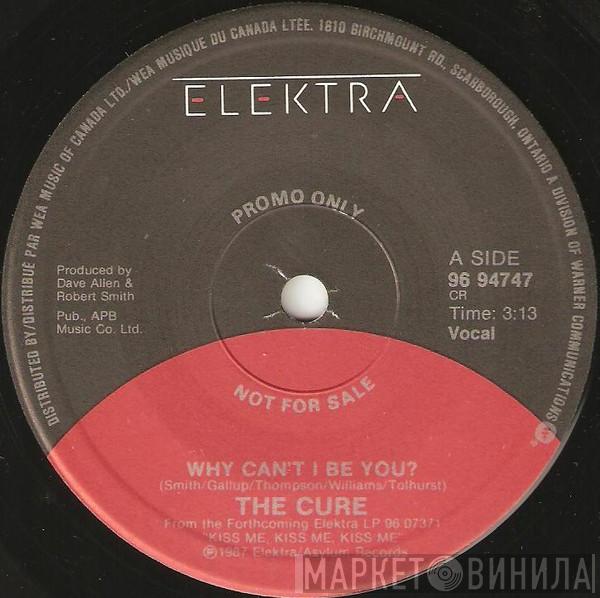 DISTRIBUTED BY/DISTRIBUÉ PAR WEA MUSIC OF CANADA LTD./WEA MUSIQUE DU CANADA LTÉE. 1810 BIRCHMOUNT RD., SCARBOROUGH, ONTARIO A DIVISION OF WARNER COMMUNICATIONS
ELEKTRA
PROMO ONLY
Produced by
Dave Allen &
Robert Smith
Pub., APB
Music Co. Ltd.
A SIDE
96 94747
CR
Time: 3:13
Vocal
NOT FOR SALE
WHY CAN'T I BE YOU?
(Smith/Gallup/Thompson/Williams/Tolhurst)
THE CURE
From the Forthcoming Elektra LP 96 07371
"KISS ME, KISS ME, KISS ME"
℗1987 Elektra/Asylum Records
МАРКЕТ ВИНИЛА